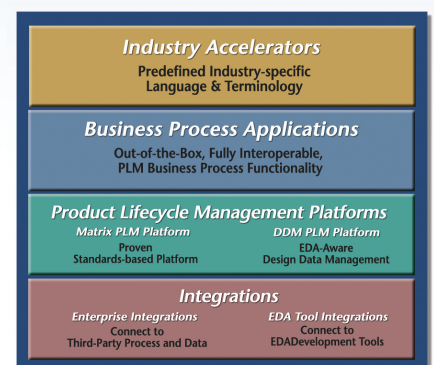 Industry Accelerators
Predefined Industry-specific
Language & Terminology
Business Process Applications
Out-of-the-Box, Fully Interoperable,
PLM Business Process Functionality
Product Lifecycle Management Platforms
Matrix PLM Platform
Proven
Standards-based Platform
DDM PLM Platform
EDA-Aware
Design Data Management
Integrations
Enterprise Integrations
Connect to
Third-Party Process and Data
EDA Tool Integrations
Connect to
EDADevelopment Tools